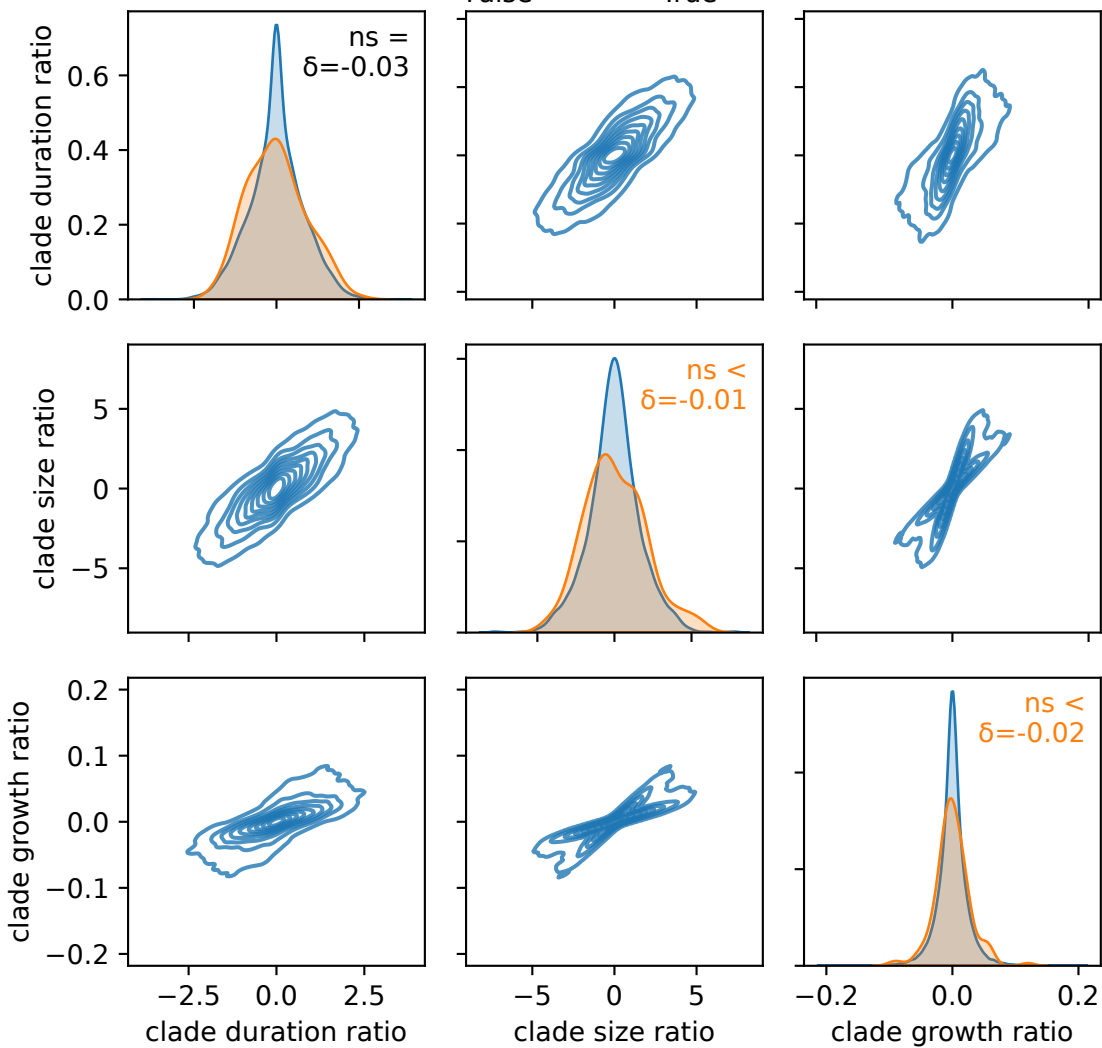 clade duration ratio
0.6
0.4
0.2
0.0
ns =
δ=-0.03
clade size ratio
5
0
−5
ns <
δ=-0.01
clade growth ratio
0.2
0.1
0.0
−0.1
−0.2
ns <
δ=-0.02
−2.5 0.0 2.5
−5 0 5
−0.2 0.0 0.2
clade duration ratio
clade size ratio
clade growth ratio